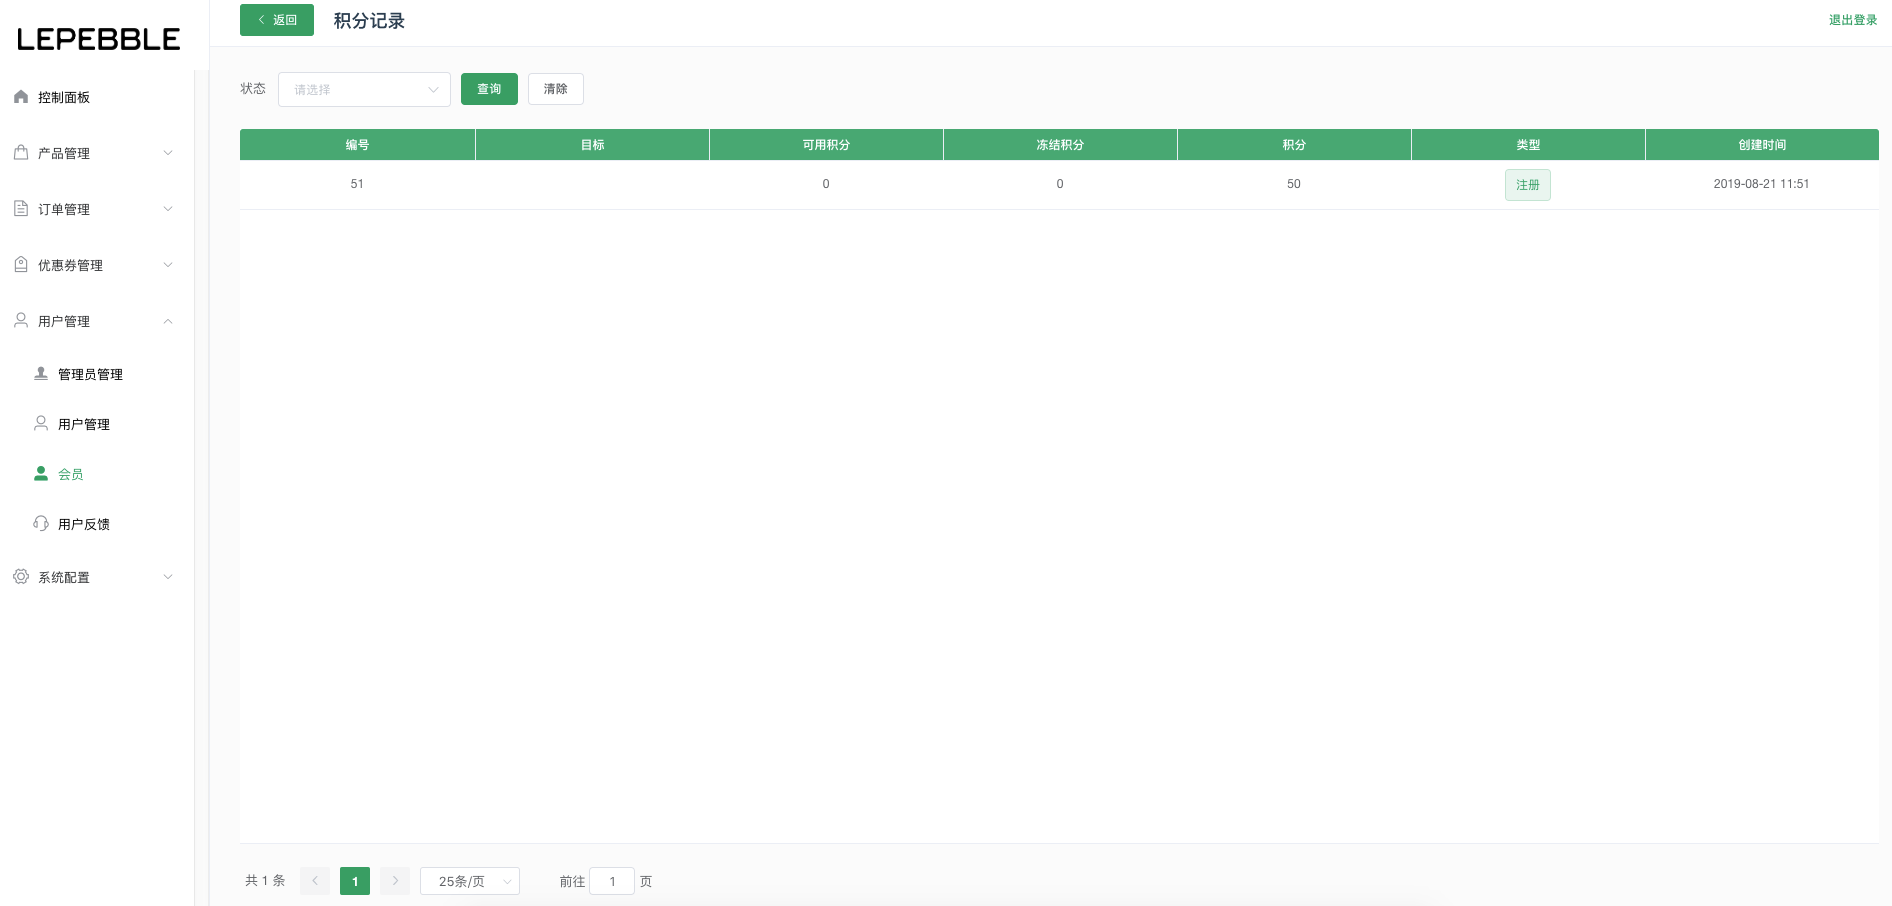 LEPEBBLE
返回
积分记录
退出登录
控制面板
产品管理
订单管理
优惠券管理
用户管理
管理员管理
用户管理
会员
用户反馈
系统配置
状态 请选择 查询 清除
编号 目标 可用积分 冻结积分 积分 类型 创建时间
51 0 0 50 注册 2019-08-21 11:51
共 1 条 1 25条/页 前往 1 页